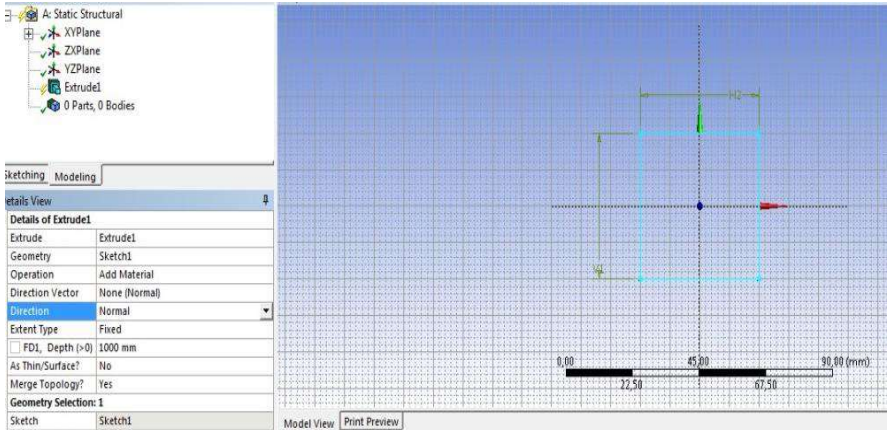 A: Static Structural
XYPlane
ZXPlane
YZPlane
Extrude1
0 Parts, 0 Bodies
Sketching Modeling
etails View
Details of Extrude1
Extrude Extrude1
Geometry Sketch1
Operation Add Material
Direction Vector None (Normal)
Direction Normal
Extent Type Fixed
FD1, Depth (>0) 1000 mm
As Thin/Surface? No
Merge Topology? Yes
Geometry Selection: 1
Sketch Sketch1
H2
V1
0,00 45,00 90,00 (mm)
22,50 67,50
Model View Print Preview